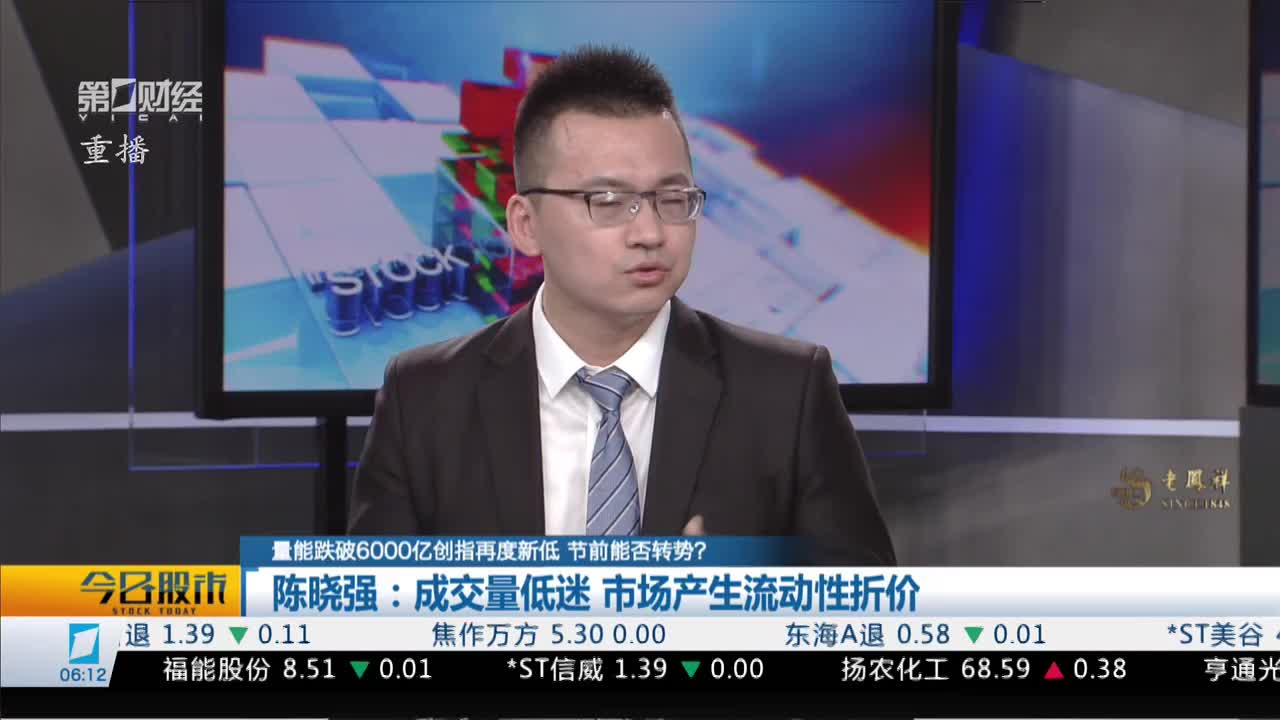 第一财经
YICAI
重播
STOCK
老鳳祥
SINCE1848
量能跌破6000亿创指再度新低 节前能否转势?
今日股市
STOCK TODAY
陈晓强：成交量低迷 市场产生流动性折价
退 1.39 ▼ 0.11 焦作万方 5.30 0.00 东海A退 0.58 ▼ 0.01 *ST美谷
06:12
福能股份 8.51 ▼ 0.01 *ST信威 1.39 ▼ 0.00 扬农化工 68.59 ▲ 0.38 亨通光